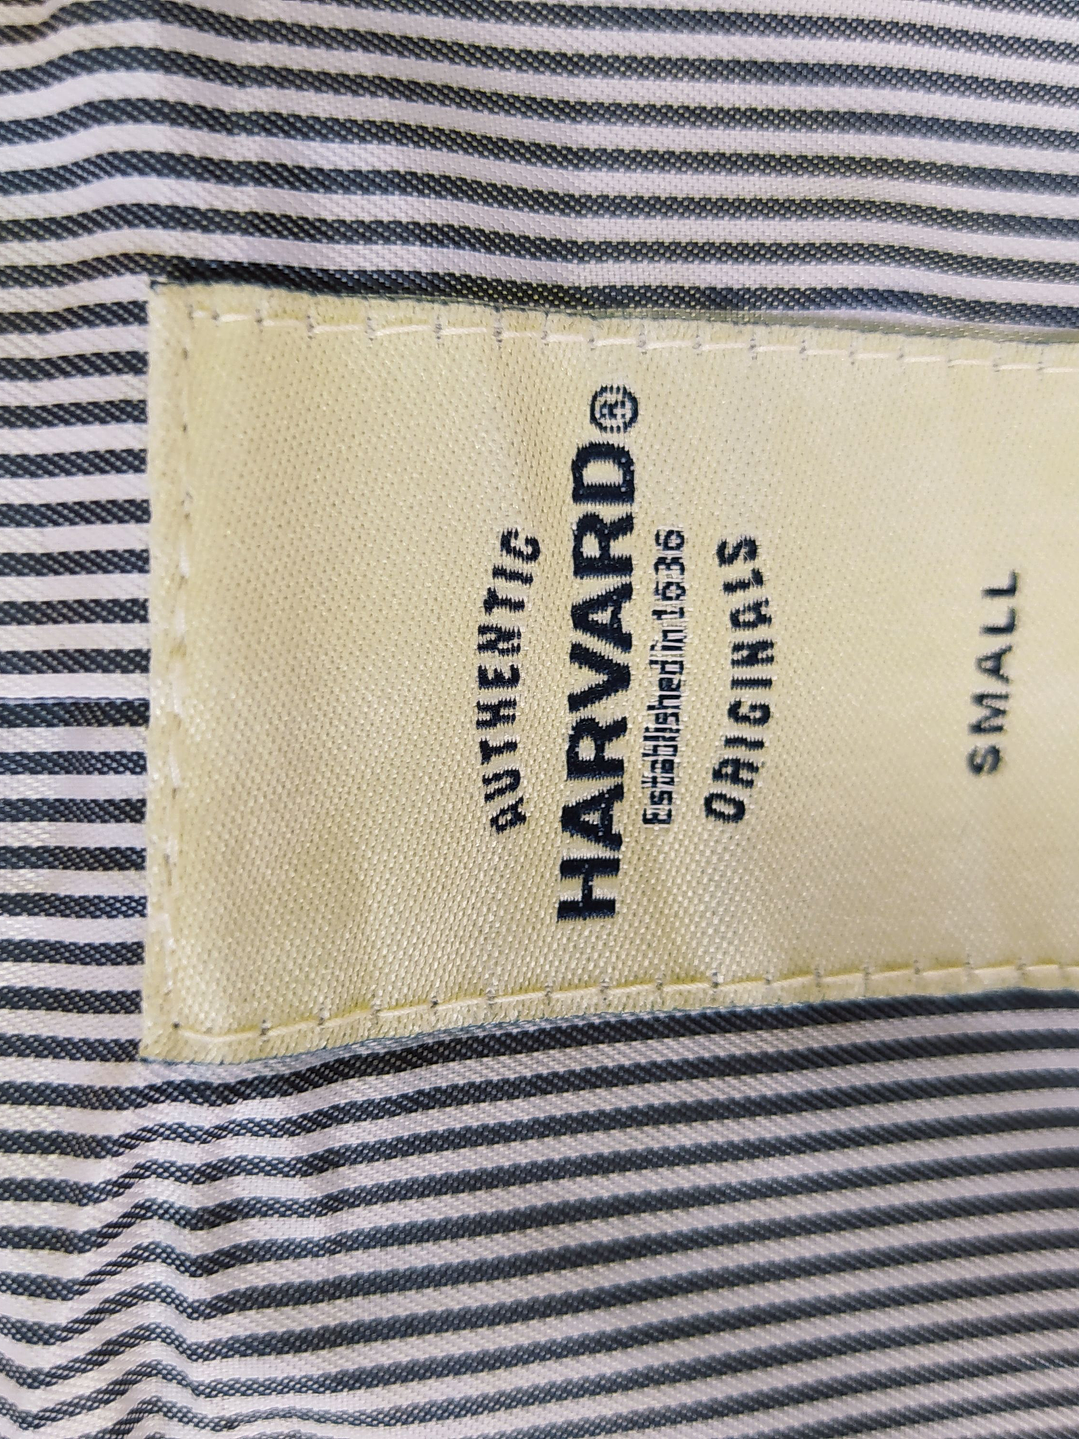 AUTHENTIC
HARVARD®
Established in 1636
ORIGINALS
SMALL